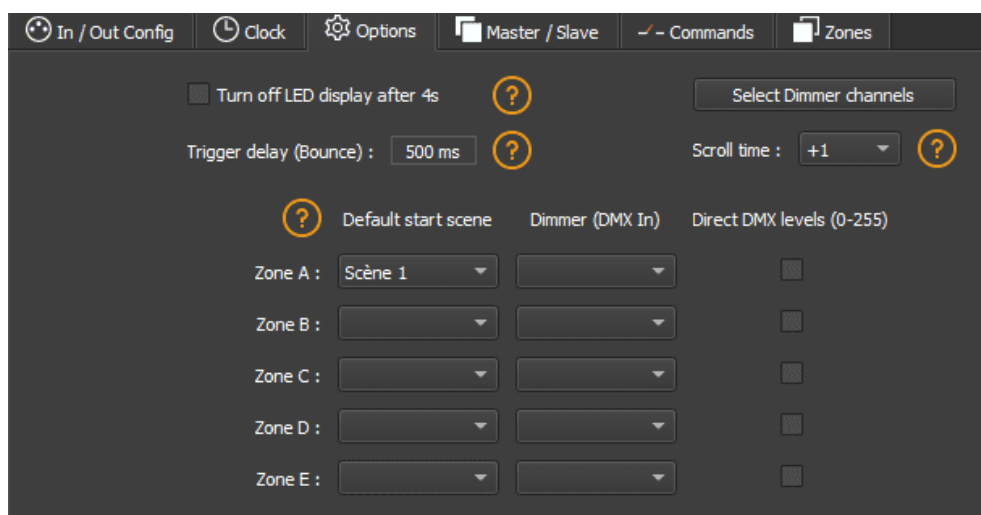 In / Out Config Clock Options Master / Slave Commands Zones
Turn off LED display after 4s ? Select Dimmer channels
Trigger delay (Bounce) : 500 ms ? Scroll time : +1 ?
? Default start scene Dimmer (DMX In) Direct DMX levels (0-255)
Zone A : Scène 1
Zone B :
Zone C :
Zone D :
Zone E :